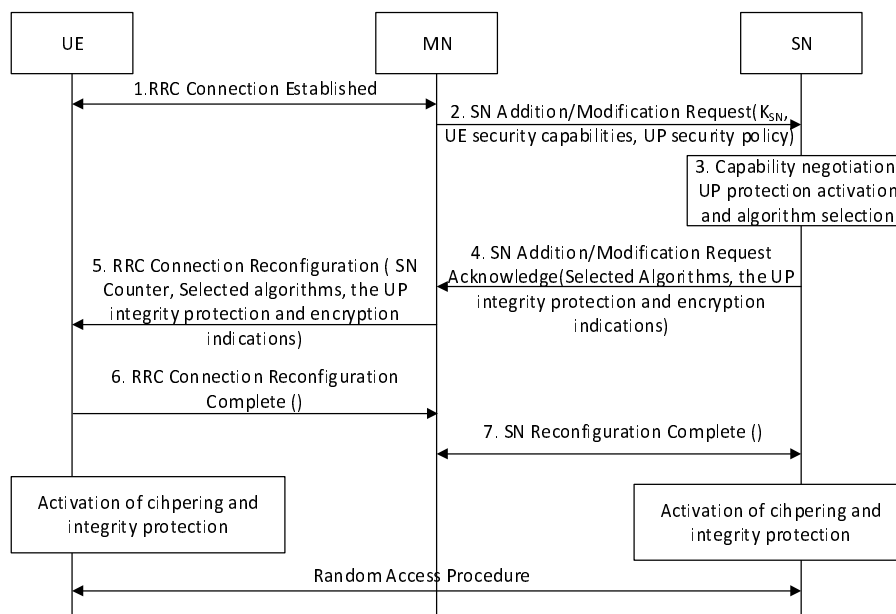 UE
MN
SN
1.RRC Connection Established
2. SN Addition/Modification Request(KSN,
UE security capabilities, UP security policy)
3. Capability negotiation
UP protection activation
and algorithm selection
4. SN Addition/Modification Request
Acknowledge(Selected Algorithms, the UP
integrity protection and encryption
indications)
5. RRC Connection Reconfiguration ( SN
Counter, Selected algorithms, the UP
integrity protection and encryption
indications)
6. RRC Connection Reconfiguration
Complete ()
7. SN Reconfiguration Complete ()
Activation of cihpering and
integrity protection
Activation of cihpering and
integrity protection
Random Access Procedure